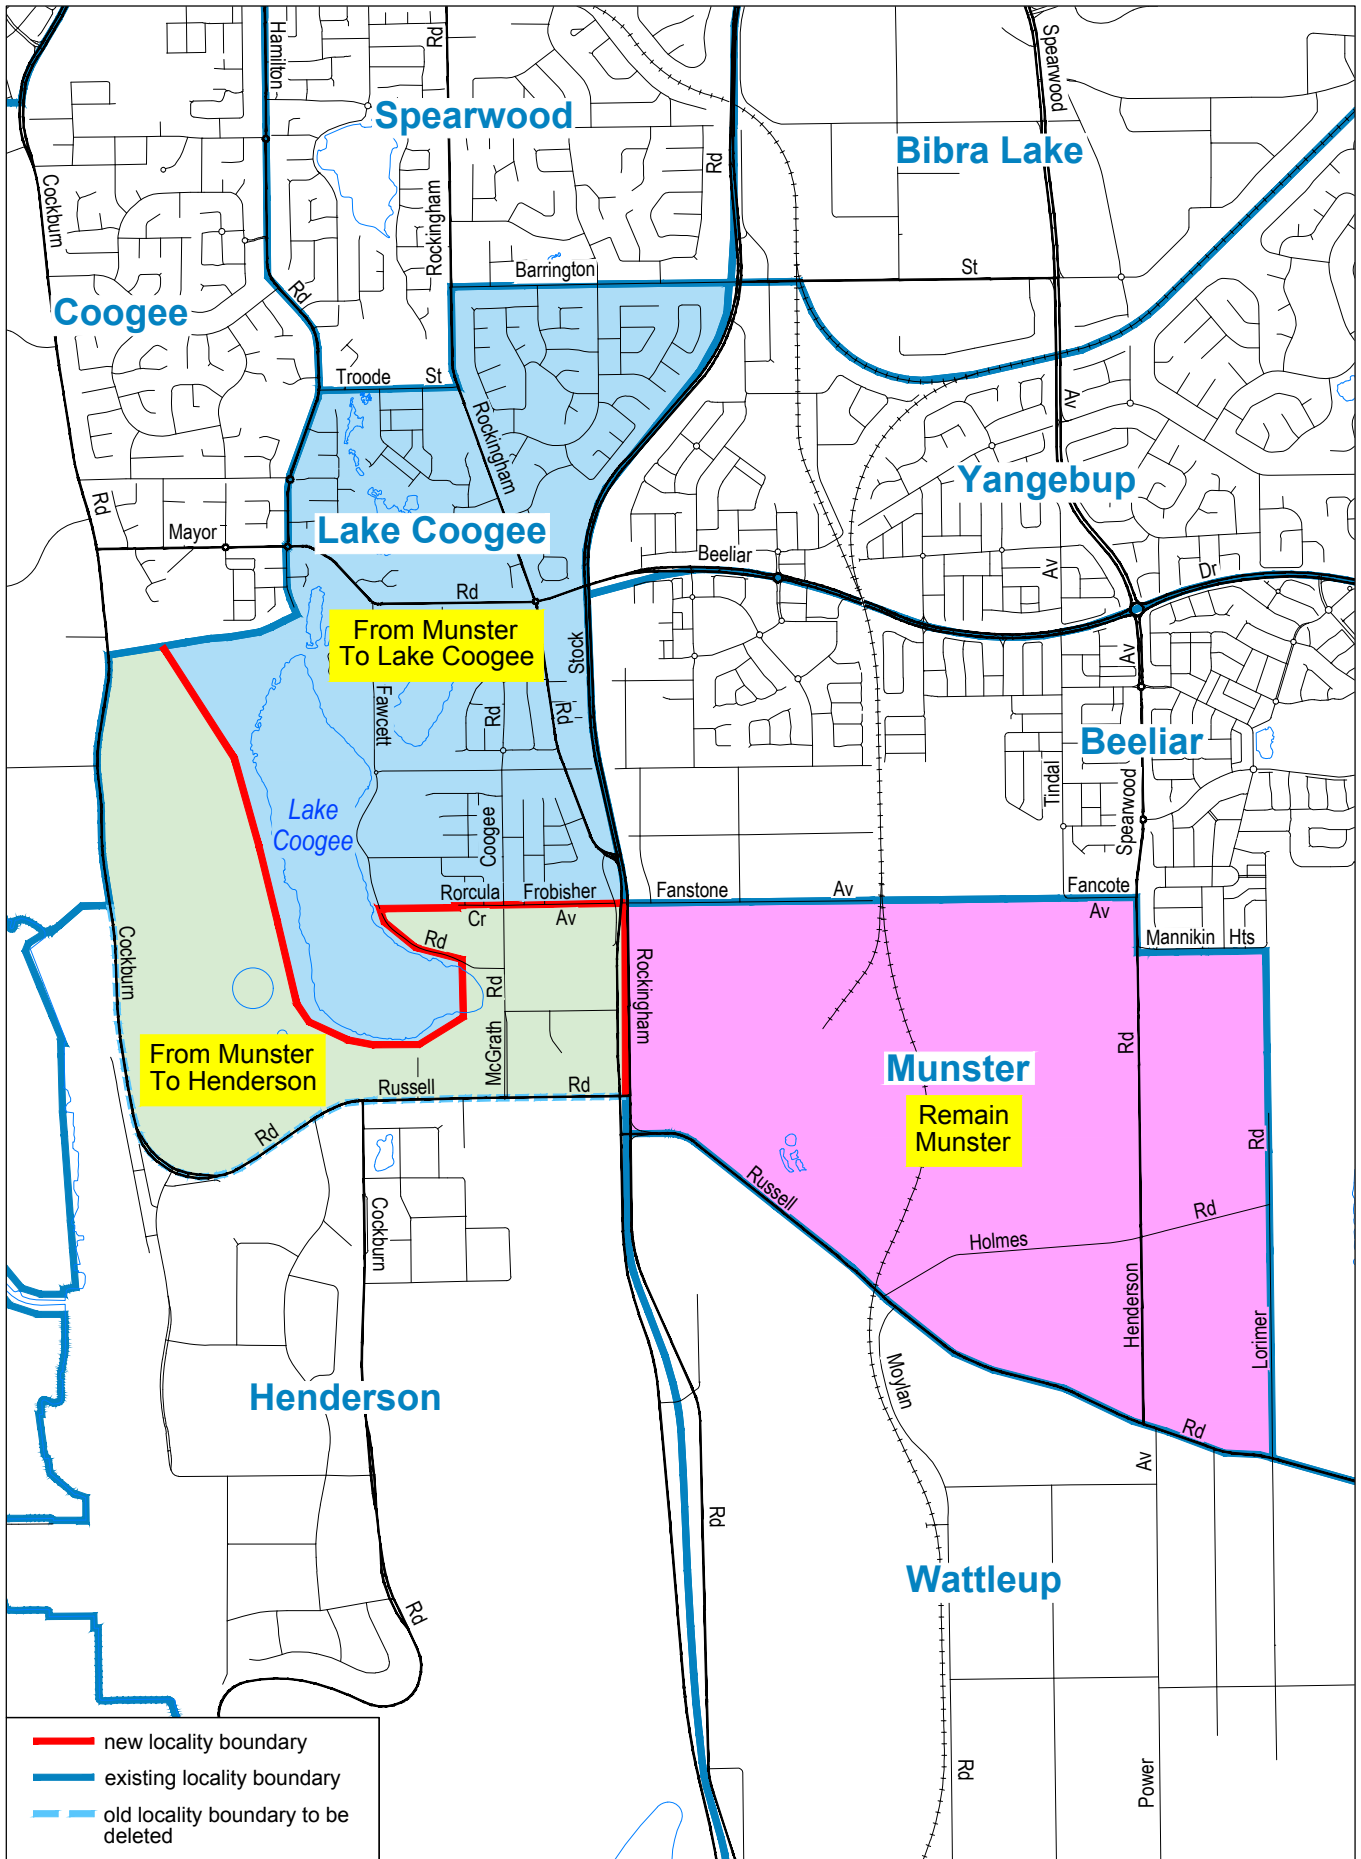 Hamilton
Rd
Spearwood
Spearwood
Bibra Lake
Rd
Cockburn
Rockingham
Barrington
St
Rd
Coogee
Troode
St
Av
Rockingham
Yangebup
Rd
Mayor
Lake Coogee
Beeliar
Av
Dr
Rd
From Munster
To Lake Coogee
Stock
Av
Fawcett
Rd
Rd
Beeliar
Tindal
Spearwood
Lake
Coogee
Coogee
Rorcula
Frobisher
Fanstone
Av
Fancote
Cr
Av
Av
Rd
Mannikin
Hts
Cockburn
Rd
Rockingham
Rd
McGrath
From Munster
To Henderson
Munster
Russell
Rd
Remain
Munster
Rd
Rd
Russell
Cockburn
Rd
Holmes
Henderson
Lorimer
Moylan
Henderson
Rd
Av
Rd
Wattleup
Rd
new locality boundary
existing locality boundary
old locality boundary to be
deleted
Rd
Power